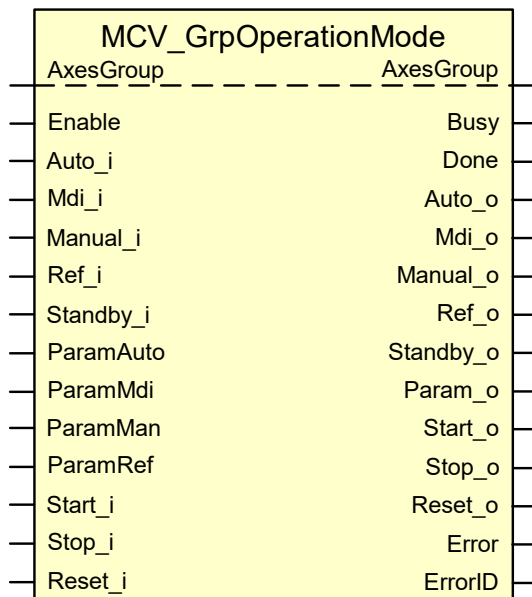 MCV_GrpOperationMode
AxesGroup AxesGroup
Enable Busy
Auto_i Done
Mdi_i Auto_o
Manual_i Mdi_o
Ref_i Manual_o
Standby_i Ref_o
ParamAuto Standby_o
ParamMdi Param_o
ParamMan Start_o
ParamRef Stop_o
Start_i Reset_o
Stop_i Error
Reset_i ErrorID